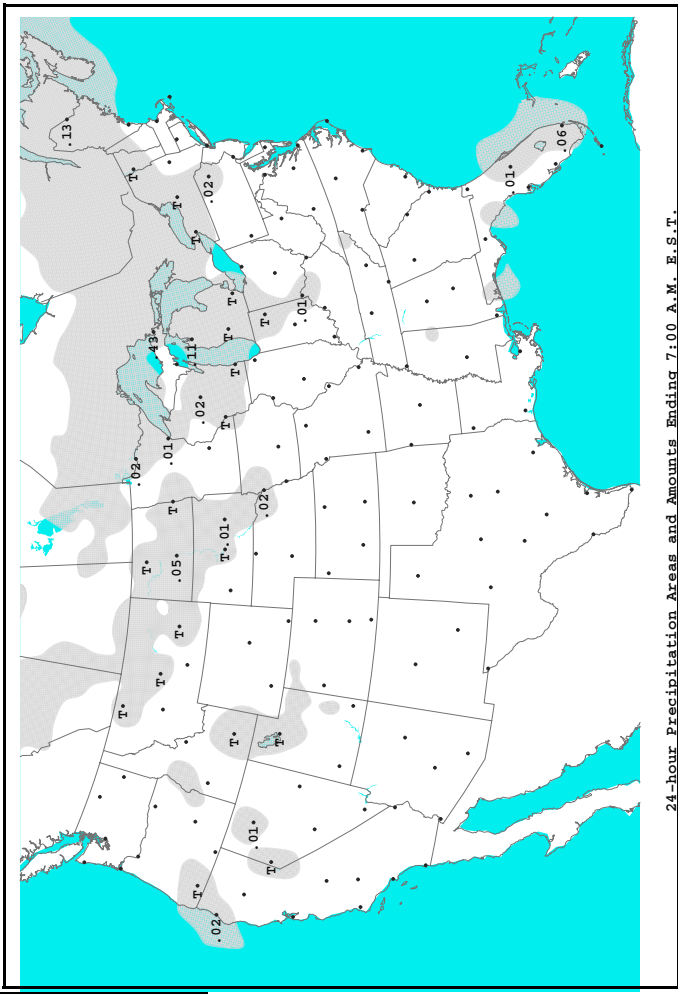 .13
T
T
.02
T
.43
T
.01
T
.05
T
T
.11
T
T
.02
.02
.02
T
.01
T
T
T
T
T
.01
.02
T
T
T
.01
.01
.06
24-hour Precipitation Areas and Amounts Ending 7:00 A.M. E.S.T.